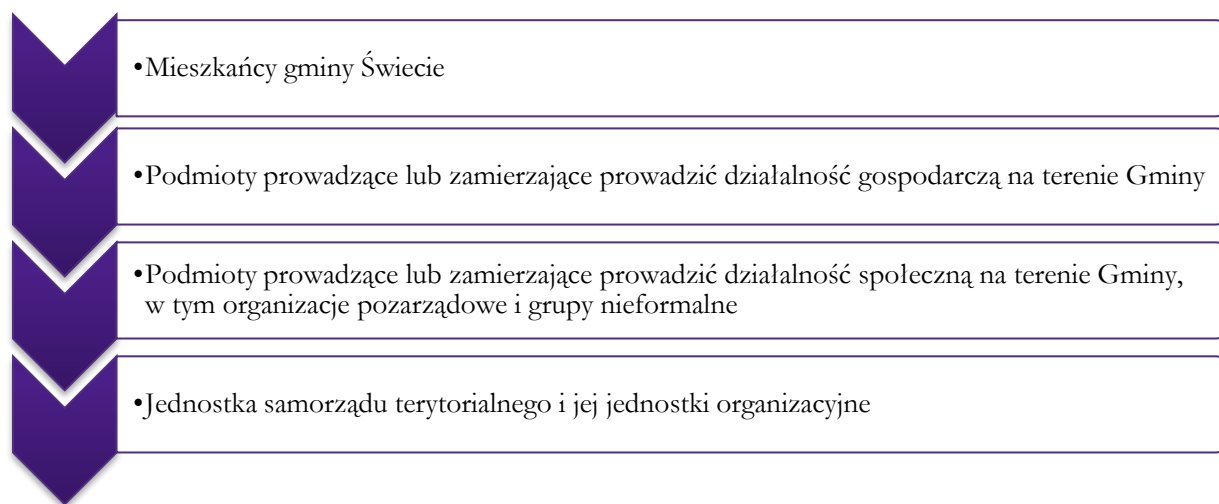 •Mieszkańcy gminy Świecie
•Podmioty prowadzące lub zamierzające prowadzić działalność gospodarczą na terenie Gminy
•Podmioty prowadzące lub zamierzające prowadzić działalność społeczną na terenie Gminy,
w tym organizacje pozarządowe i grupy nieformalne
•Jednostka samorządu terytorialnego i jej jednostki organizacyjne